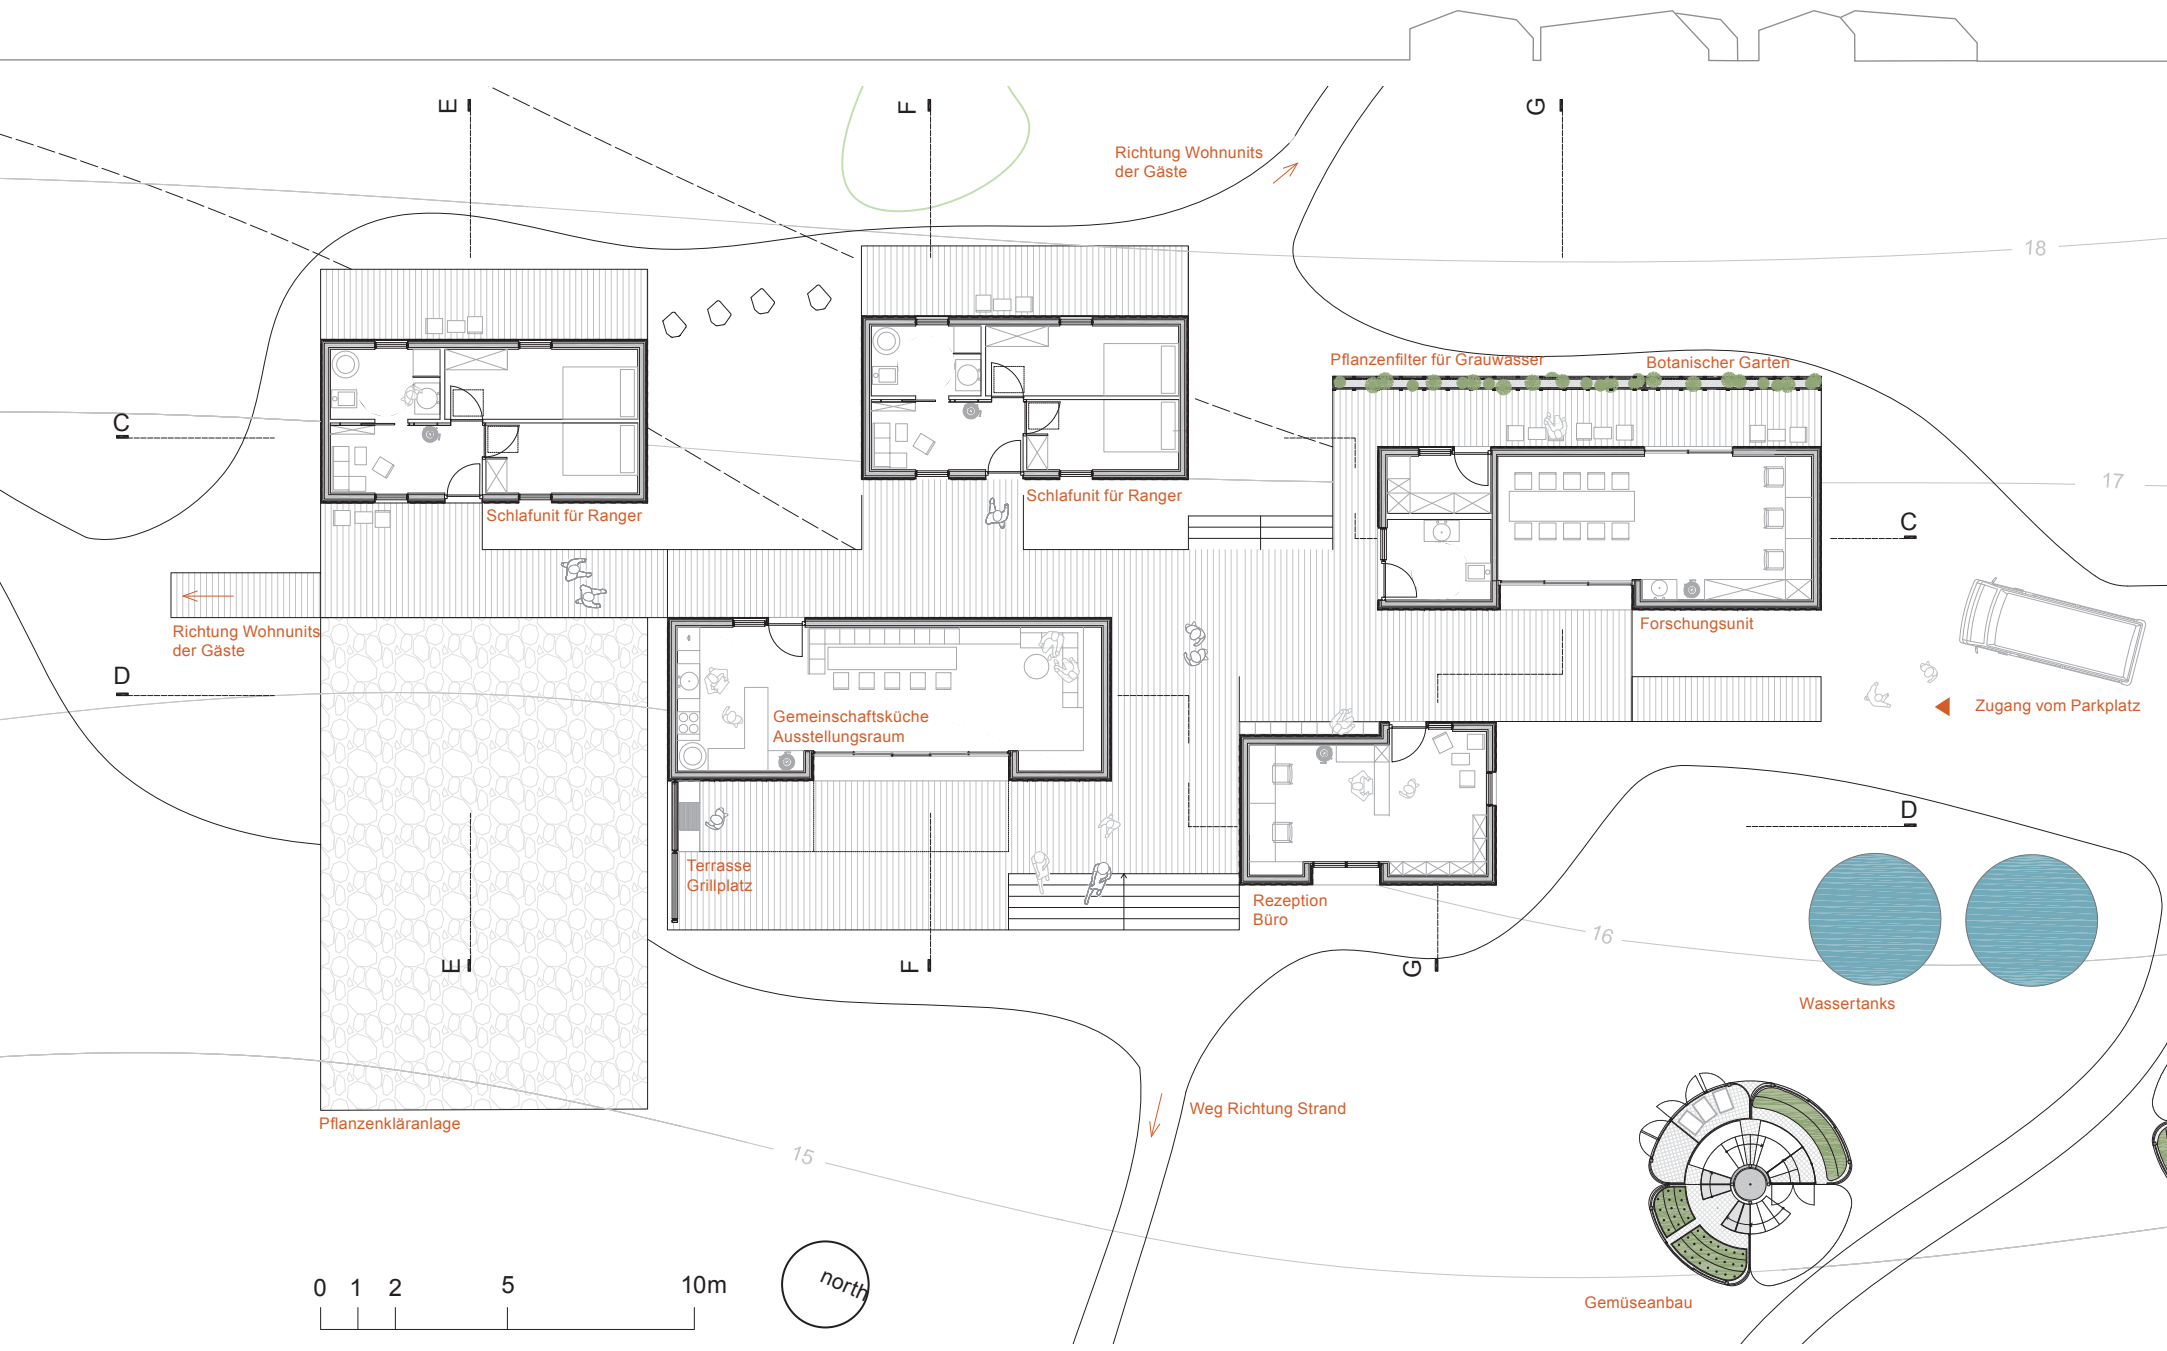 E
F
G
Richtung Wohnunits
der Gäste
18
Pflanzenfilter für Grauwasser
Botanischer Garten
C
17
Schlafunit für Ranger
Schlafunit für Ranger
C
Richtung Wohnunits
der Gäste
Forschungsunit
D
Zugang vom Parkplatz
Gemeinschaftsküche
Ausstellungsraum
D
Terrasse
Grillplatz
Rezeption
Büro
16
E
F
G
Wassertanks
Pflanzenkläranlage
Weg Richtung Strand
15
0 1 2 5 10m
north
Gemüseanbau